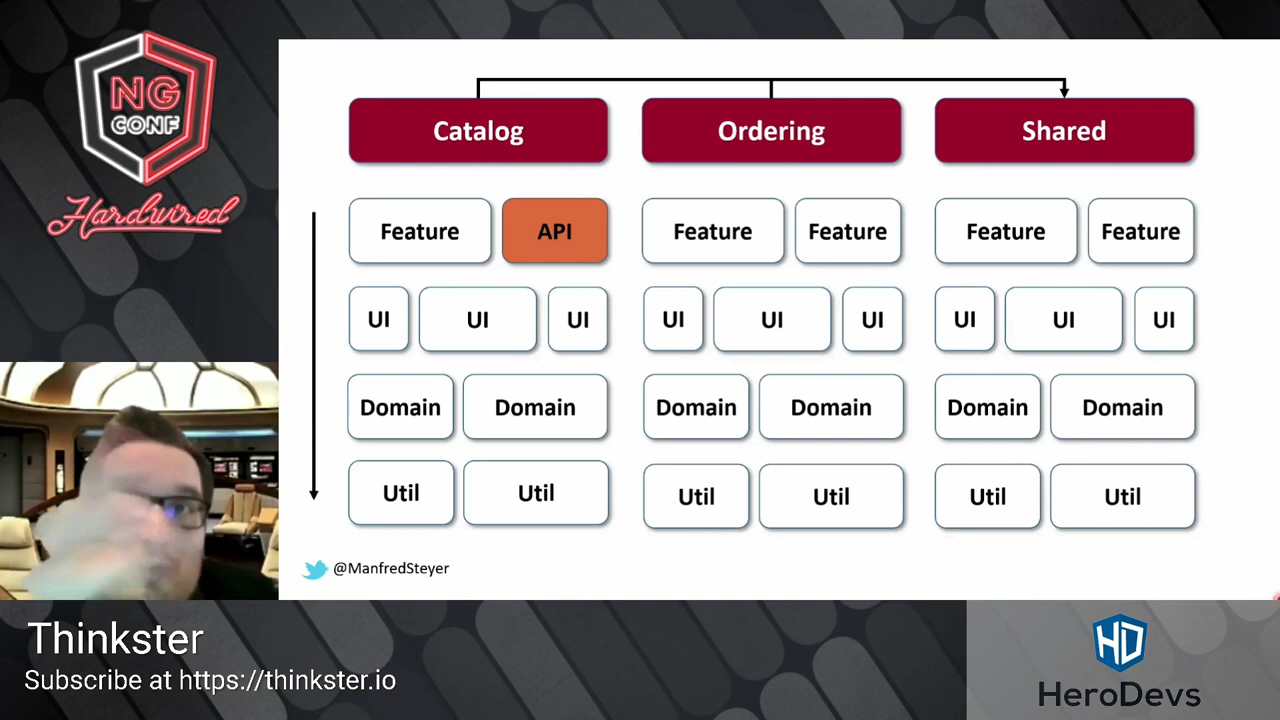 NG
CONF
Hardwired
Catalog
Ordering
Shared
Feature
API
Feature
Feature
Feature
Feature
UI
UI
UI
UI
UI
UI
UI
UI
UI
Domain
Domain
Domain
Domain
Domain
Domain
Util
Util
Util
Util
Util
Util
@ManfredSteyer
Thinkster
Subscribe at https://thinkster.io
HD
HeroDevs